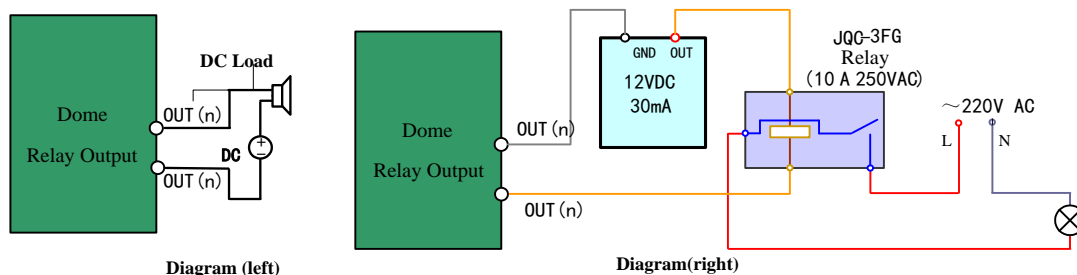 DC Load
Dome
Relay Output
OUT(n)
OUT(n)
DC
Diagram (left)
Dome
Relay Output
OUT(n)
OUT(n)
GND OUT
12VDC
30mA
JQC-3FG
Relay
(10 A 250VAC)
～220V AC
L N
Diagram(right)